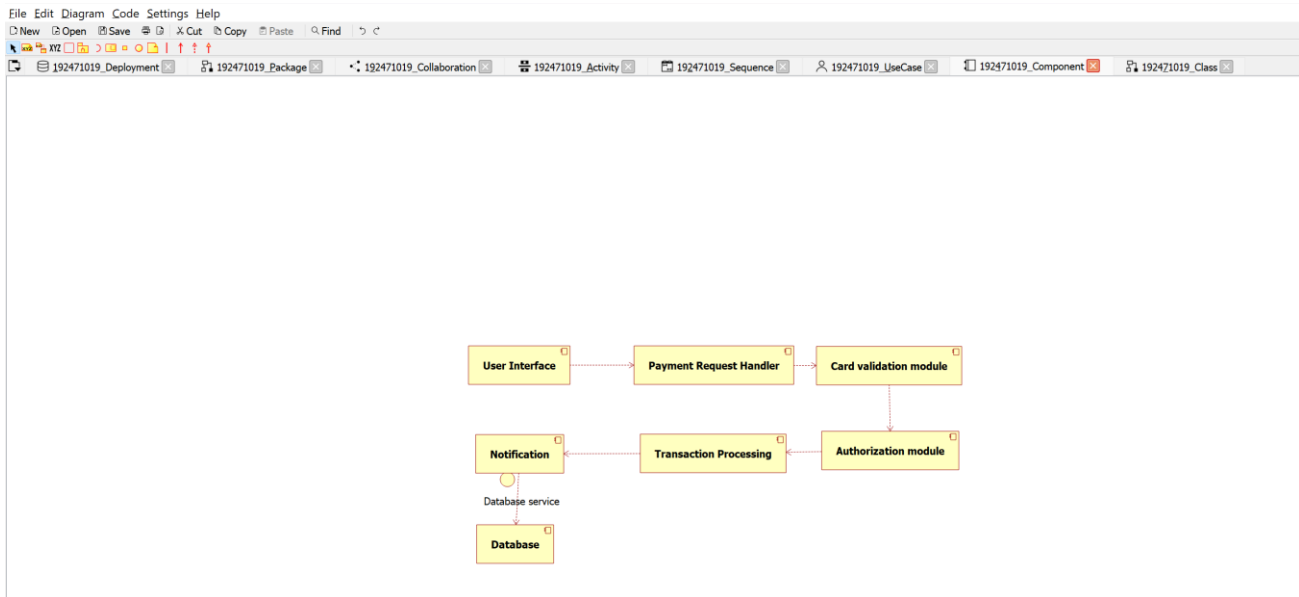 File Edit Diagram Code Settings Help
New Open Save Cut Copy Paste Find
XYZ
192471019_Deployment 192471019_Package 192471019_Collaboration 192471019_Activity 192471019_Sequence 192471019_UseCase 192471019_Component 192471019_Class
User Interface Payment Request Handler Card validation module
Notification Transaction Processing Authorization module
Database service
Database